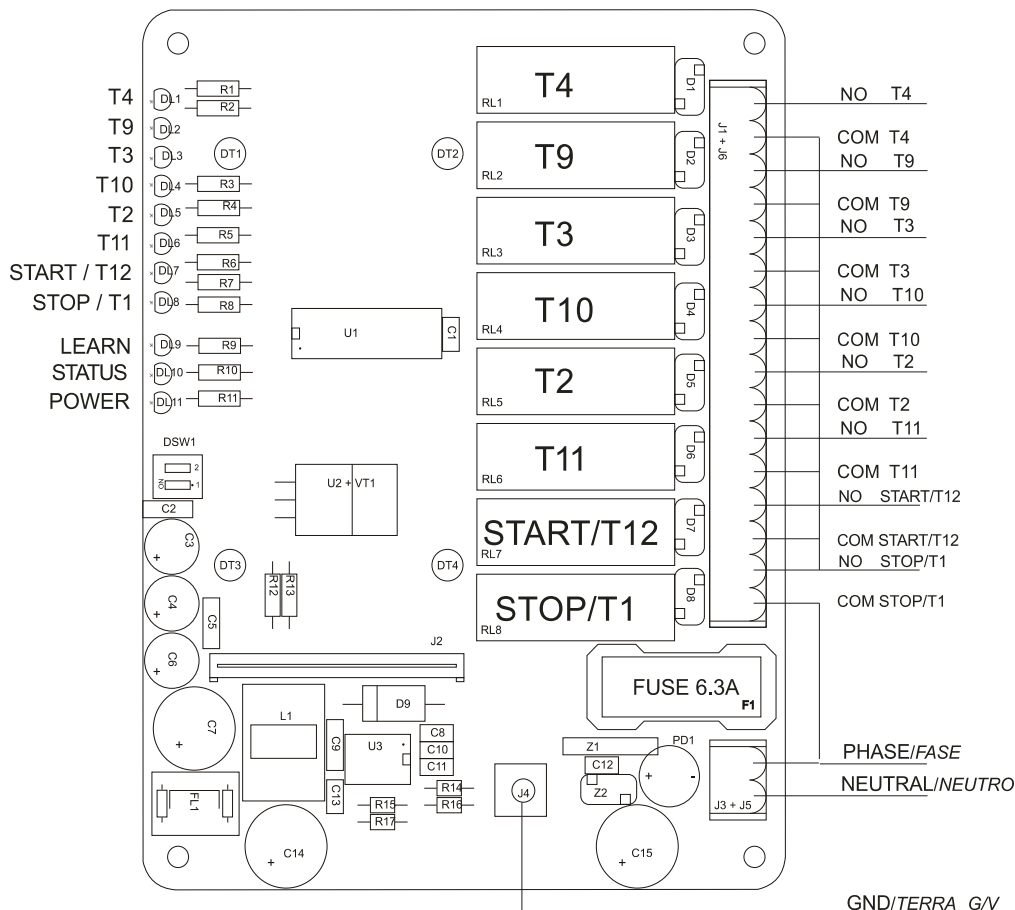 T4
DL1
R1
R2
T9
DL2
T3
DL3
DT1
DT2
T10
DL4
R3
T2
DL5
R4
T11
DL6
R5
START / T12
DL7
R6
R7
STOP / T1
DL8
R8
LEARN
DL9
R9
STATUS
DL10
R10
POWER
DL11
R11
U1
C1
DSW1
2
ON
1
C2
C3
+
C4
+
C5
C6
+
C7
+
FL1
U2 + VT1
DT3
DT4
R12
R13
J2
L1
D9
C9
U3
C8
C10
C11
C13
R14
R15
R16
R17
C14
+
J4
T4
RL1
D1
T9
RL2
D2
T3
RL3
D3
T10
RL4
D4
T2
RL5
D5
T11
RL6
D6
START/T12
RL7
D7
STOP/T1
RL8
D8
J1 + J6
FUSE 6.3A
F1
Z1
PD1
C12
Z2
+ -
C15
+
J3 + J5
NO T4
COM T4
NO T9
COM T9
NO T3
COM T3
NO T10
COM T10
NO T2
COM T2
NO T11
COM T11
NO START/T12
COM START/T12
NO STOP/T1
COM STOP/T1
PHASE/FASE
NEUTRAL/NEUTRO
GND/TERRA G/V